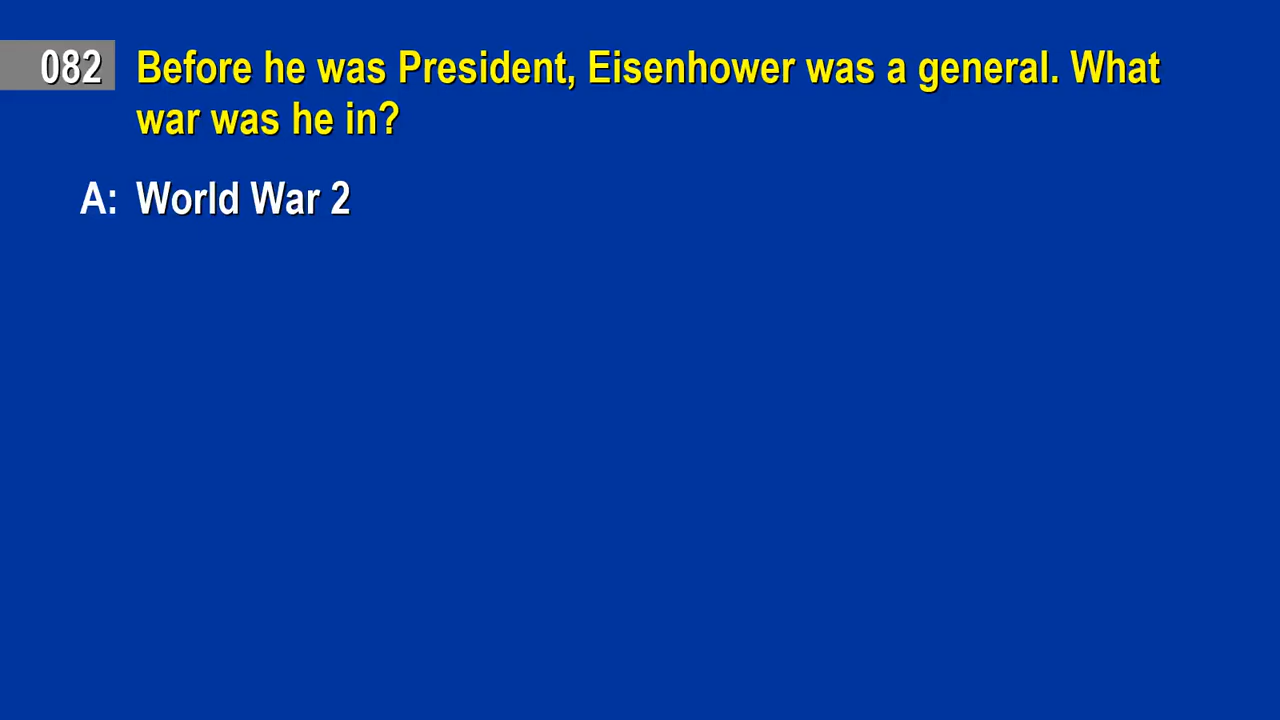 082 Before he was President, Eisenhower was a general. What
war was he in?
A: World War 2